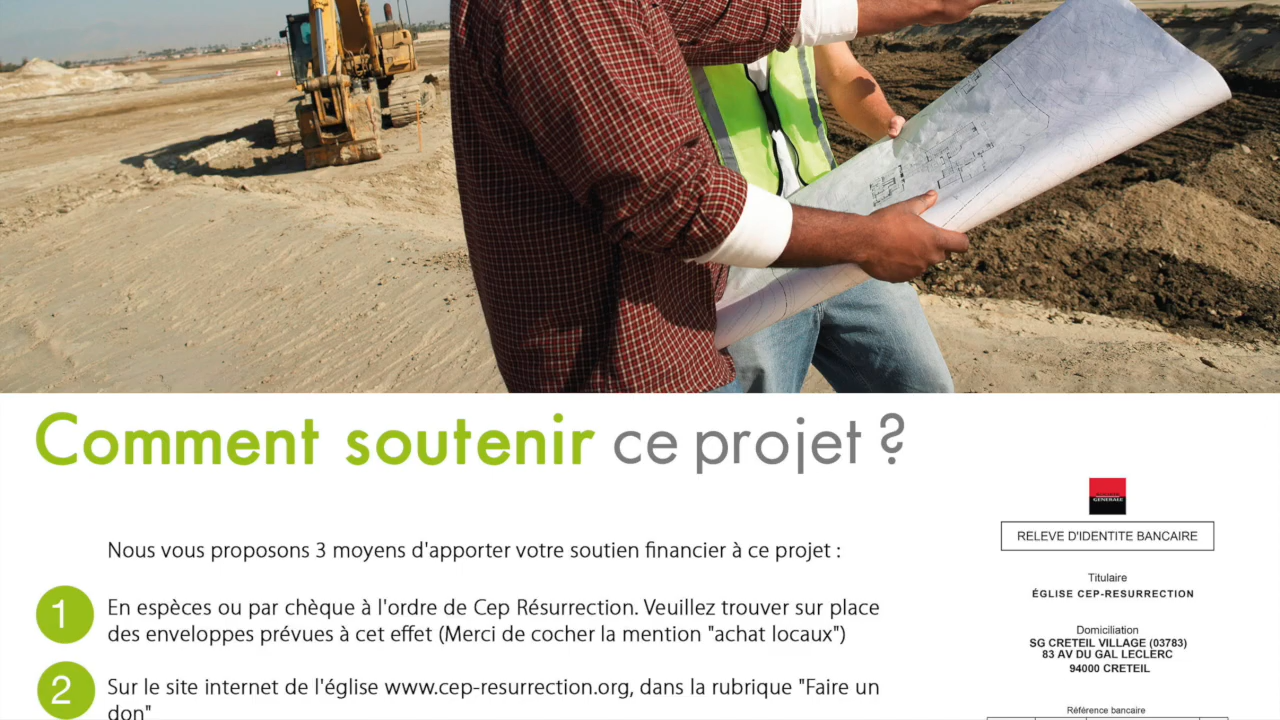 Comment soutenir ce projet ?
Nous vous proposons 3 moyens d'apporter votre soutien financier à ce projet :
1
En espèces ou par chèque à l'ordre de Cep Résurrection. Veuillez trouver sur place
des enveloppes prévues à cet effet (Merci de cocher la mention "achat locaux")
2
Sur le site internet de l'église www.cep-resurrection.org, dans la rubrique "Faire un
don"
GENERALE
RELEVE D'IDENTITE BANCAIRE
Titulaire
ÉGLISE CEP-RESURRECTION
Domiciliation
SG CRETEIL VILLAGE (03783)
83 AV DU GAL LECLERC
94000 CRETEIL
Référence bancaire